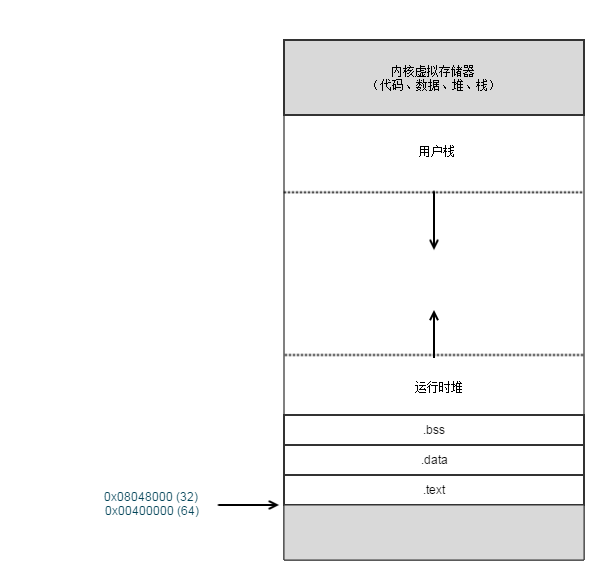 内核虚拟存储器
（代码、数据、堆、栈）
用户栈
运行时堆
.bss
.data
.text
0x08048000 (32)
0x00400000 (64)